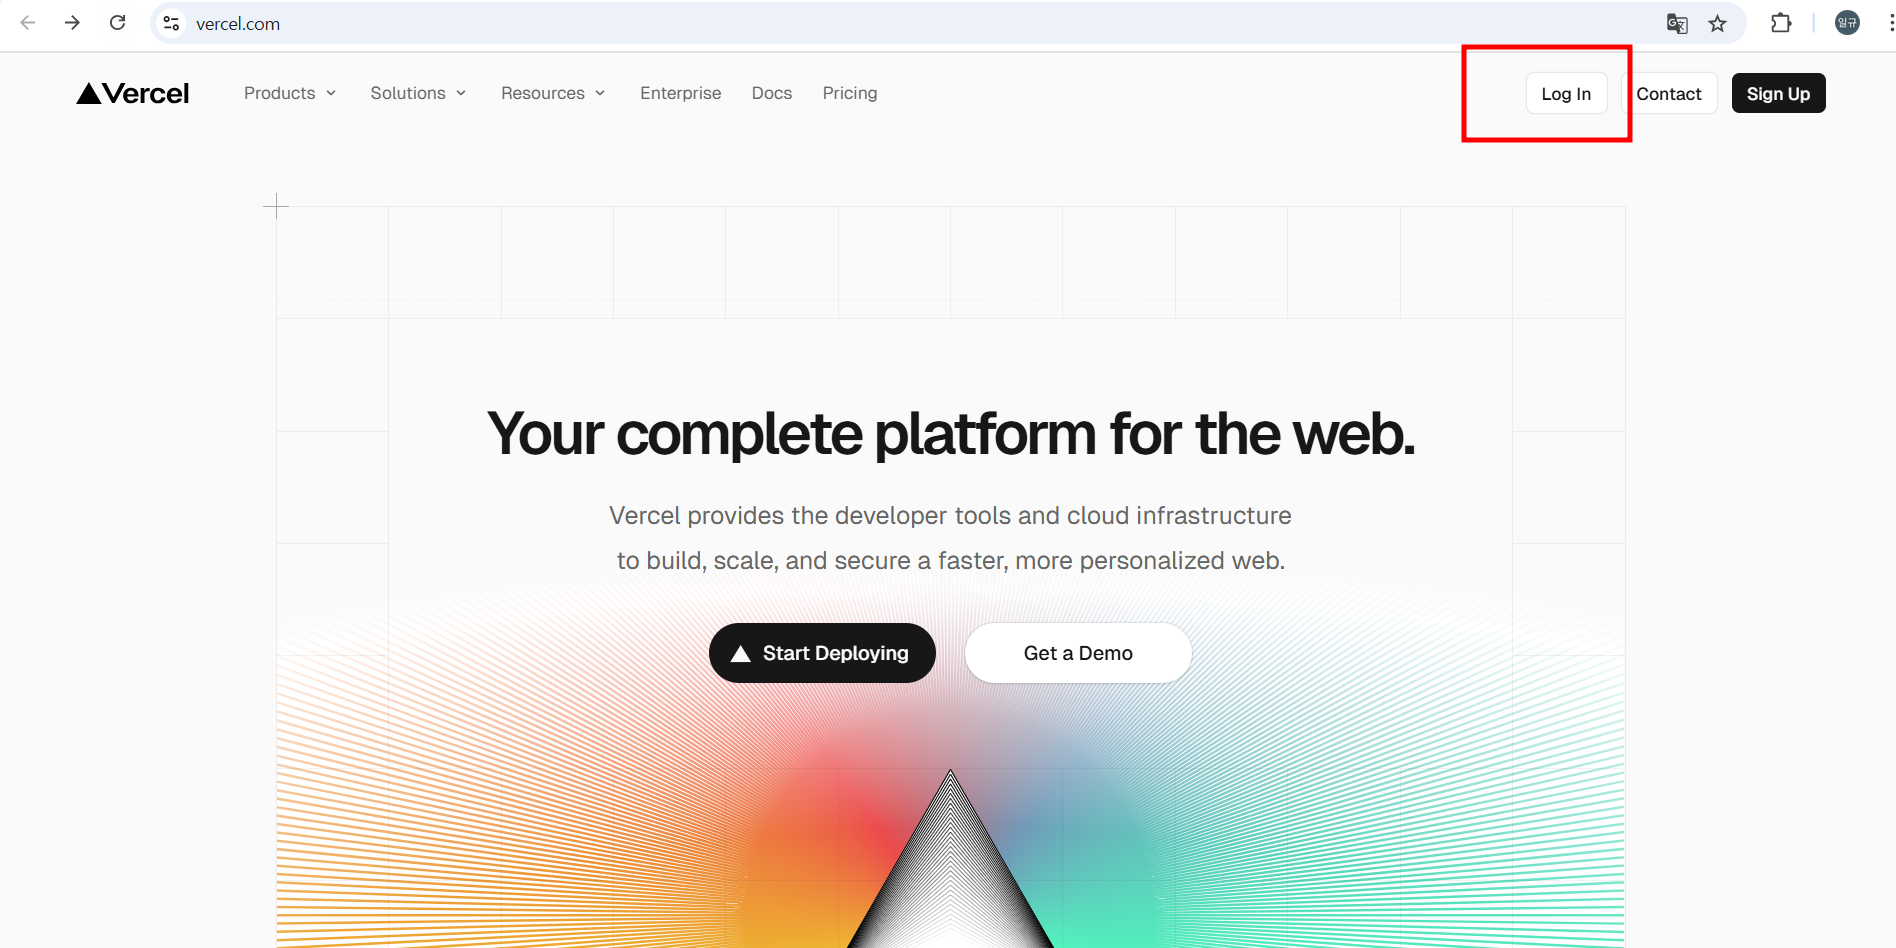 vercel.com
일규
Vercel
Products
Solutions
Resources
Enterprise
Docs
Pricing
Log In
Contact
Sign Up
Your complete platform for the web.
Vercel provides the developer tools and cloud infrastructure
to build, scale, and secure a faster, more personalized web.
Start Deploying
Get a Demo